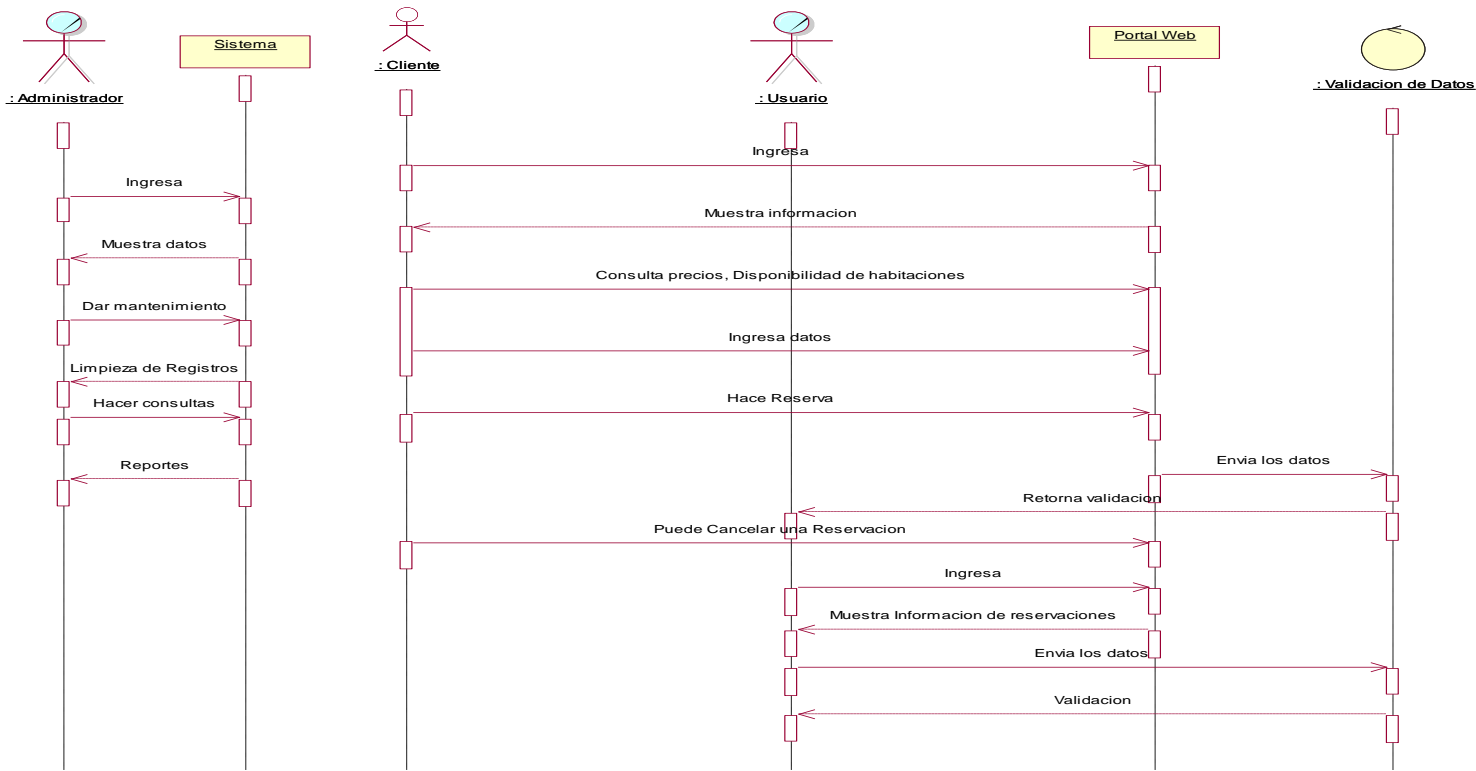 Sistema
Portal Web
: Cliente
: Administrador
: Usuario
: Validacion de Datos
Ingresa
Ingresa
Muestra informacion
Muestra datos
Consulta precios, Disponibilidad de habitaciones
Dar mantenimiento
Ingresa datos
Limpieza de Registros
Hace Reserva
Hacer consultas
Envia los datos
Reportes
Retorna validacion
Puede Cancelar una Reservacion
Ingresa
Muestra Informacion de reservaciones
Envia los datos
Validacion